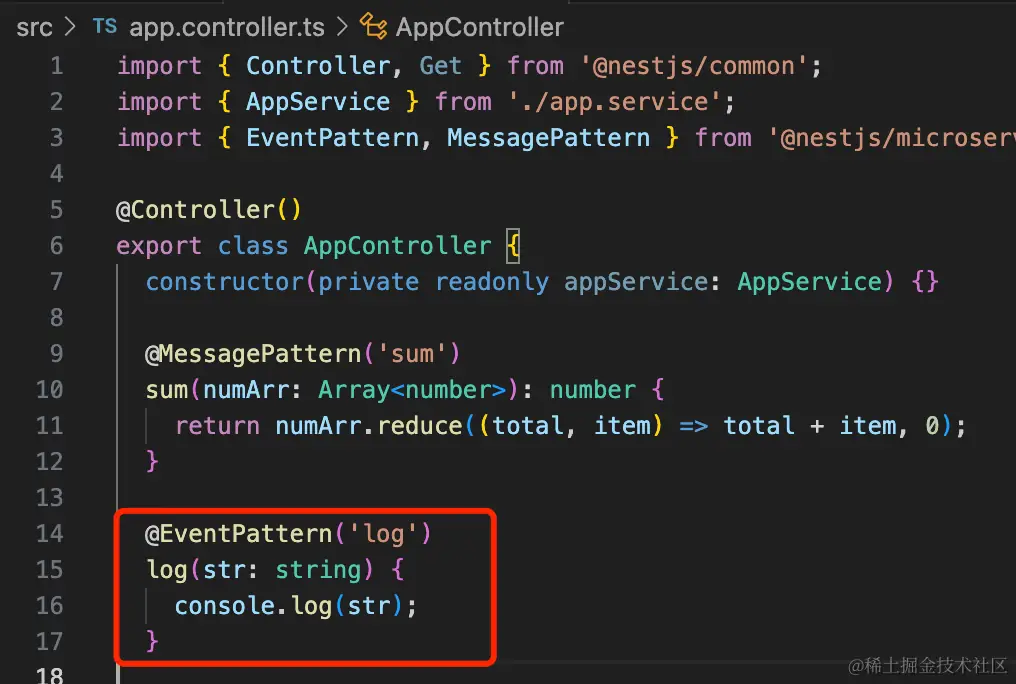 src > TS app.controller.ts > AppController
1 import { Controller, Get } from '@nestjs/common';
2 import { AppService } from './app.service';
3 import { EventPattern, MessagePattern } from '@nestjs/microserv
4
5 @Controller()
6 export class AppController {
7 constructor(private readonly appService: AppService) {}
8
9 @MessagePattern('sum')
10 sum(numArr: Array<number>): number {
11 return numArr.reduce((total, item) => total + item, 0);
12 }
13
14 @EventPattern('log')
15 log(str: string) {
16 console.log(str);
17 }
18
@稀土掘金技术社区